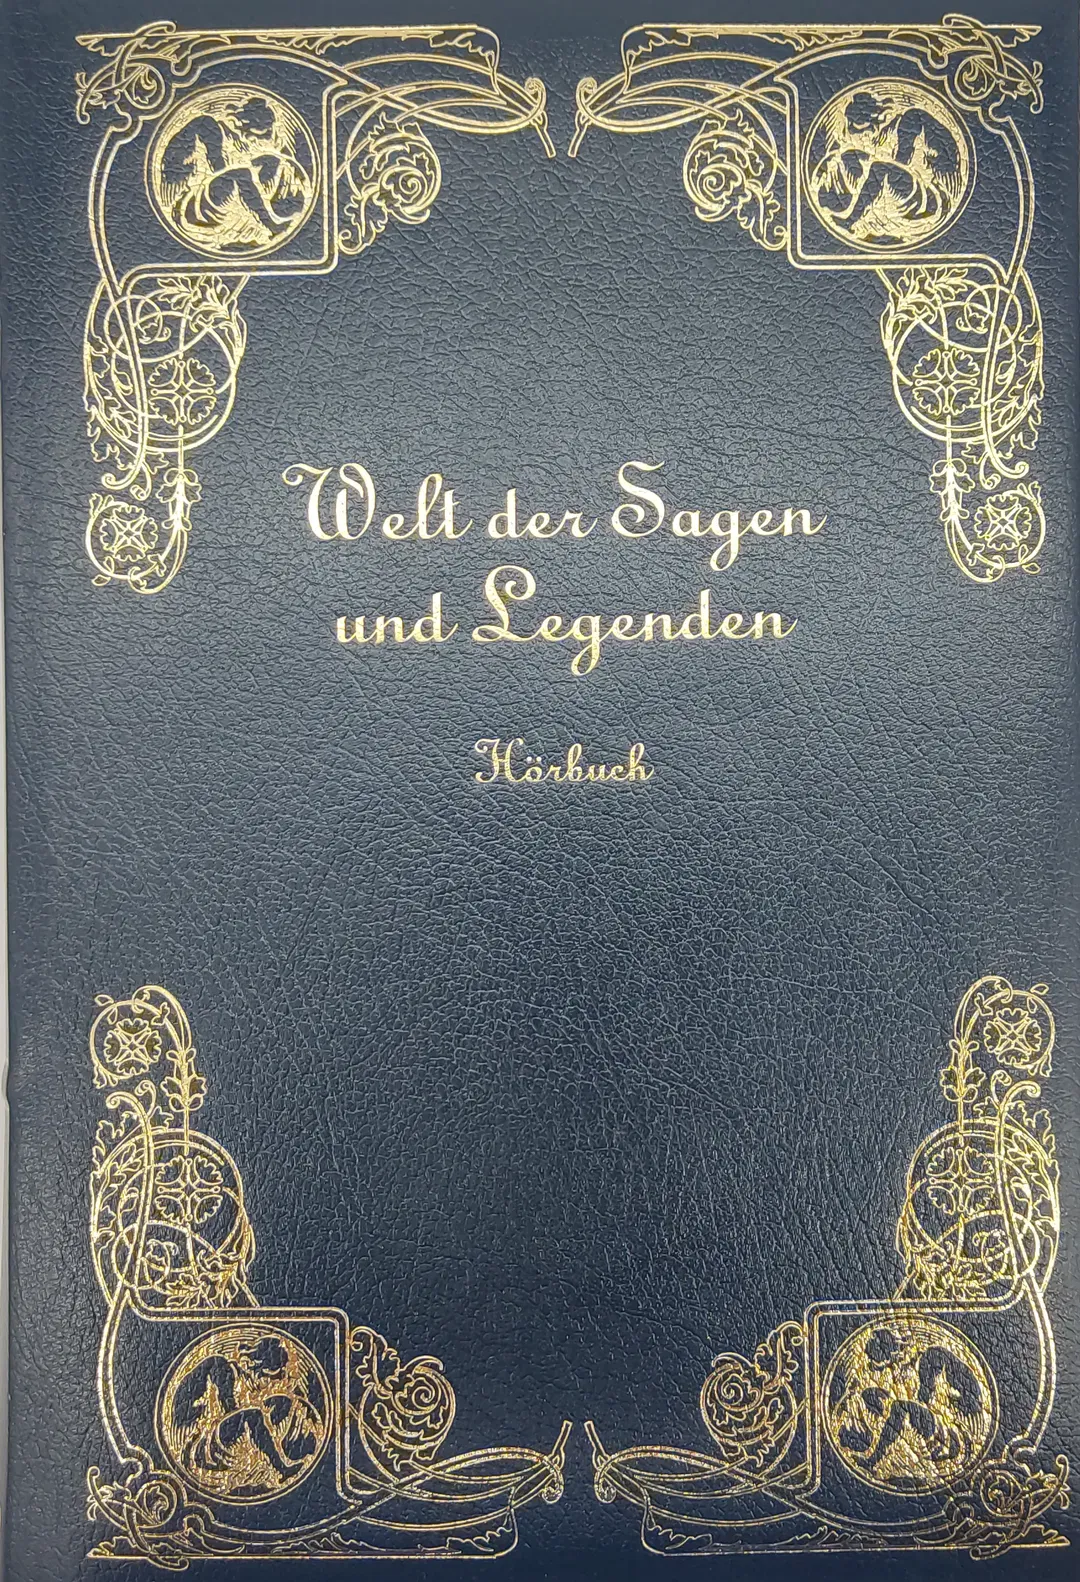 Welt der Sagen
und Legenden
Hörbuch